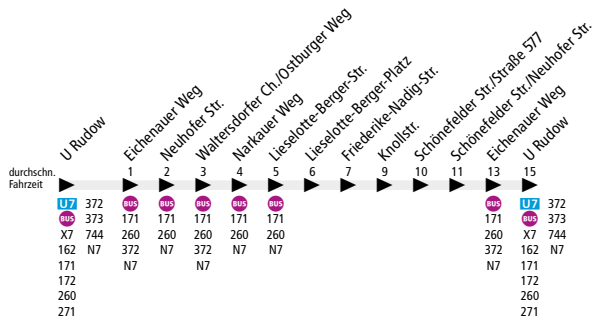 U Rudow
Eichenauer Weg
Neuhofer Str.
Waltersdorfer Ch./Ostburger Weg
Narkauer Weg
Lieselotte-Berger-Str.
Lieselotte-Berger-Platz
Friederike-Nadig-Str.
Knollstr.
Schönefelder Str./Straße 577
Schönefelder Str./Neuhofer Str.
Eichenauer Weg
U Rudow
durchschn. 1 2 3 4 5 6 7 9 10 11 13 15
Fahrzeit
U7 372 BUS BUS BUS BUS BUS BUS U7 372
BUS 373 171 171 171 171 171 171 BUS 373
X7 744 260 260 260 260 260 260 X7 744
162 N7 372 N7 372 N7 N7 372 162 N7
171 N7 N7 N7 171
172 172
260 260
271 271